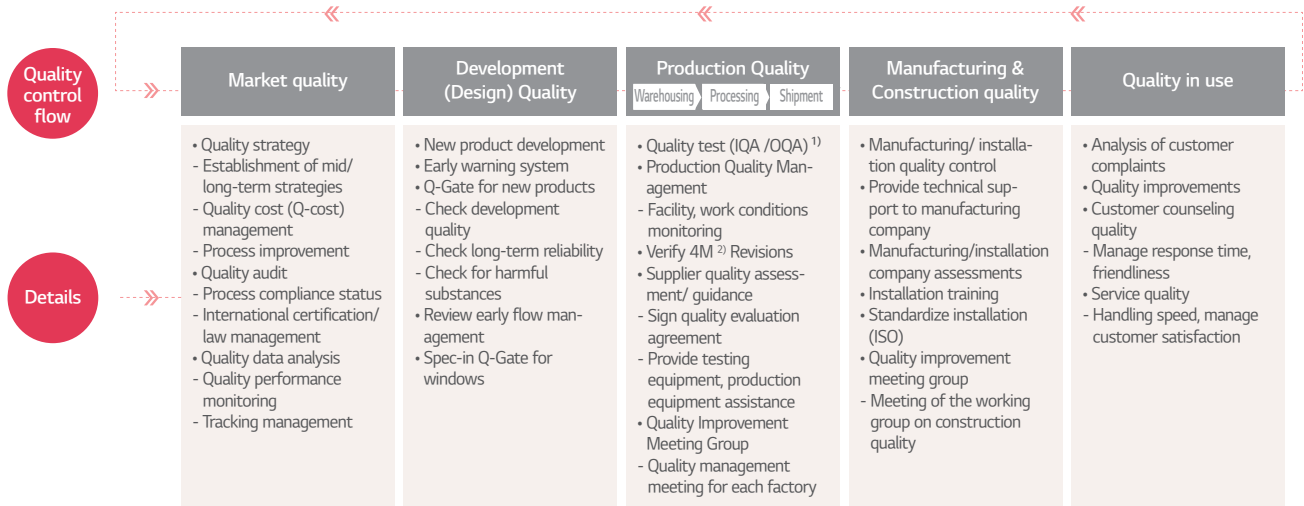 Quality
control
flow
Market quality
Development
(Design) Quality
Production Quality
Warehousing Processing Shipment
Manufacturing &
Construction quality
Quality in use
Details
• Quality strategy
- Establishment of mid/
long-term strategies
- Quality cost (Q-cost)
management
- Process improvement
• Quality audit
- Process compliance status
- International certification/
law management
• Quality data analysis
- Quality performance
monitoring
- Tracking management
• New product development
• Early warning system
• Q-Gate for new products
- Check development
quality
- Check long-term reliability
- Check for harmful
substances
• Review early flow man-
agement
• Spec-in Q-Gate for
windows
• Quality test (IQA /OQA) ¹⁾
• Production Quality Man-
agement
- Facility, work conditions
monitoring
• Verify 4M ²⁾ Revisions
• Supplier quality assess-
ment/ guidance
- Sign quality evaluation
agreement
- Provide testing
equipment, production
equipment assistance
• Quality Improvement
Meeting Group
- Quality management
meeting for each factory
• Manufacturing/ installa-
tion quality control
• Provide technical sup-
port to manufacturing
company
• Manufacturing/installation
company assessments
• Installation training
• Standardize installation
(ISO)
• Quality improvement
meeting group
- Meeting of the working
group on construction
quality
• Analysis of customer
complaints
• Quality improvements
• Customer counseling
quality
- Manage response time,
friendliness
• Service quality
- Handling speed, manage
customer satisfaction